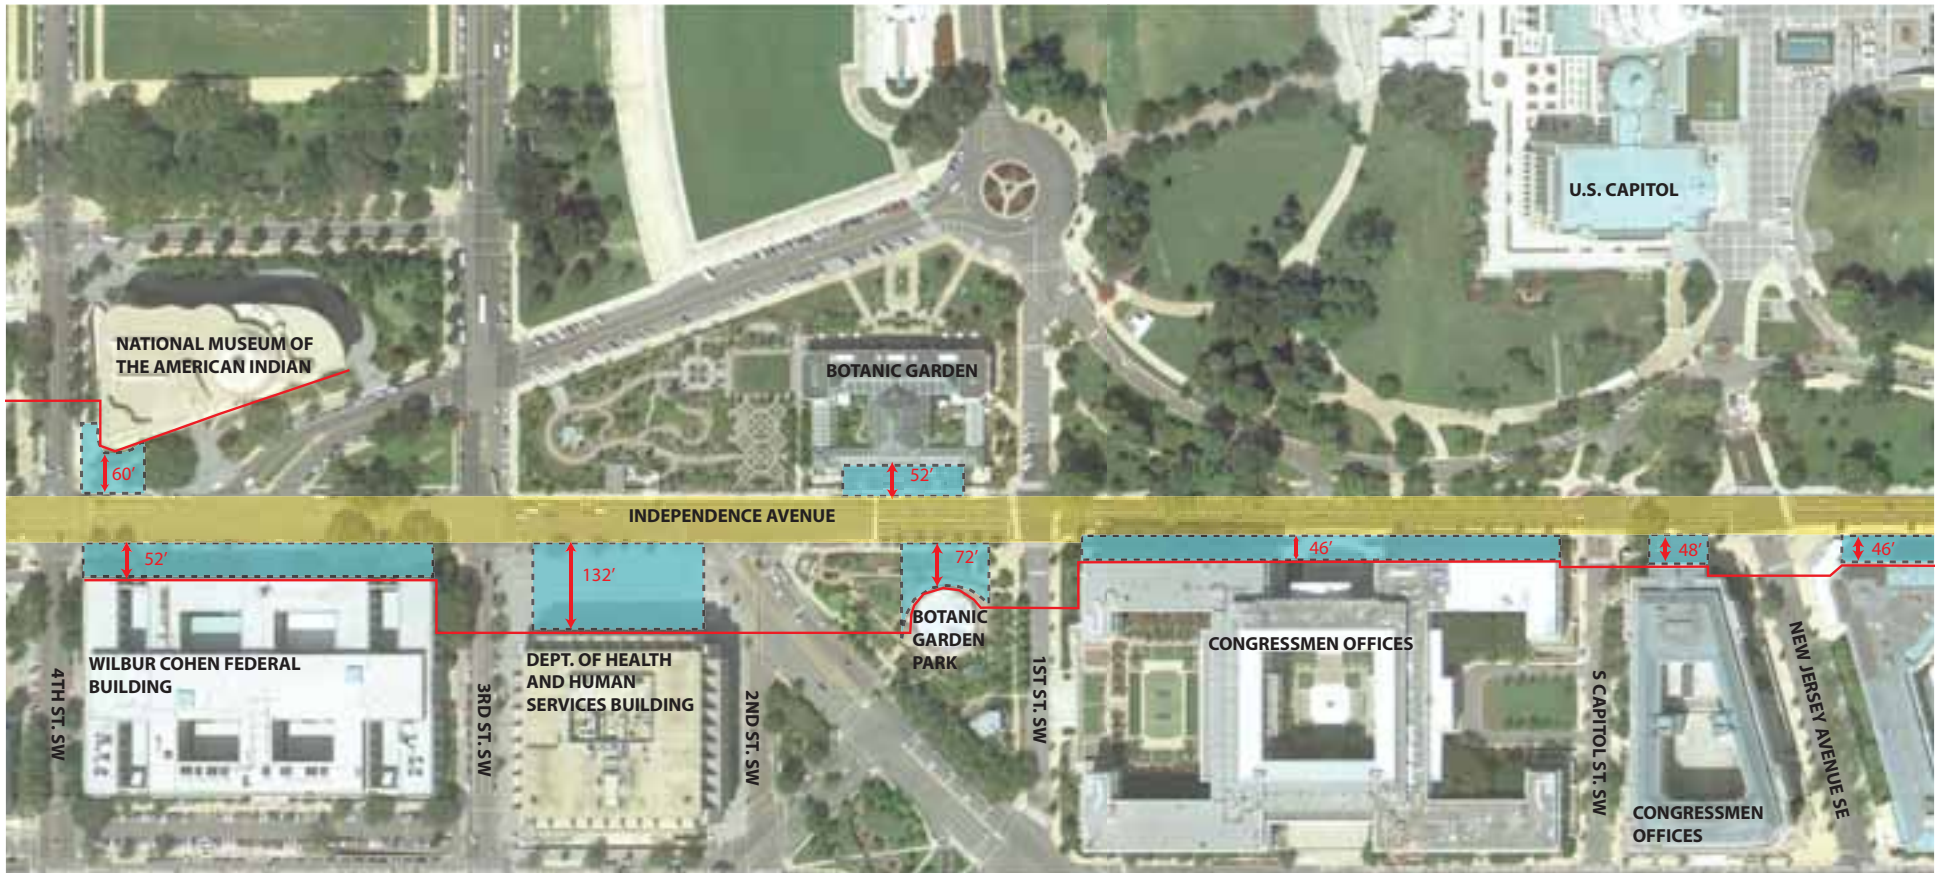 U.S. CAPITOL
NATIONAL MUSEUM OF
THE AMERICAN INDIAN
BOTANIC GARDEN
60’
52’
INDEPENDENCE AVENUE
52’
132’
72’
46’
48’
46’
BOTANIC
GARDEN
PARK
CONGRESSMEN OFFICES
WILBUR COHEN FEDERAL
BUILDING
DEPT. OF HEALTH
AND HUMAN
SERVICES BUILDING
4TH ST. SW
3RD ST. SW
2ND ST. SW
1ST ST. SW
S CAPITOL ST. SW
NEW JERSEY AVENUE SE
CONGRESSMEN
OFFICES